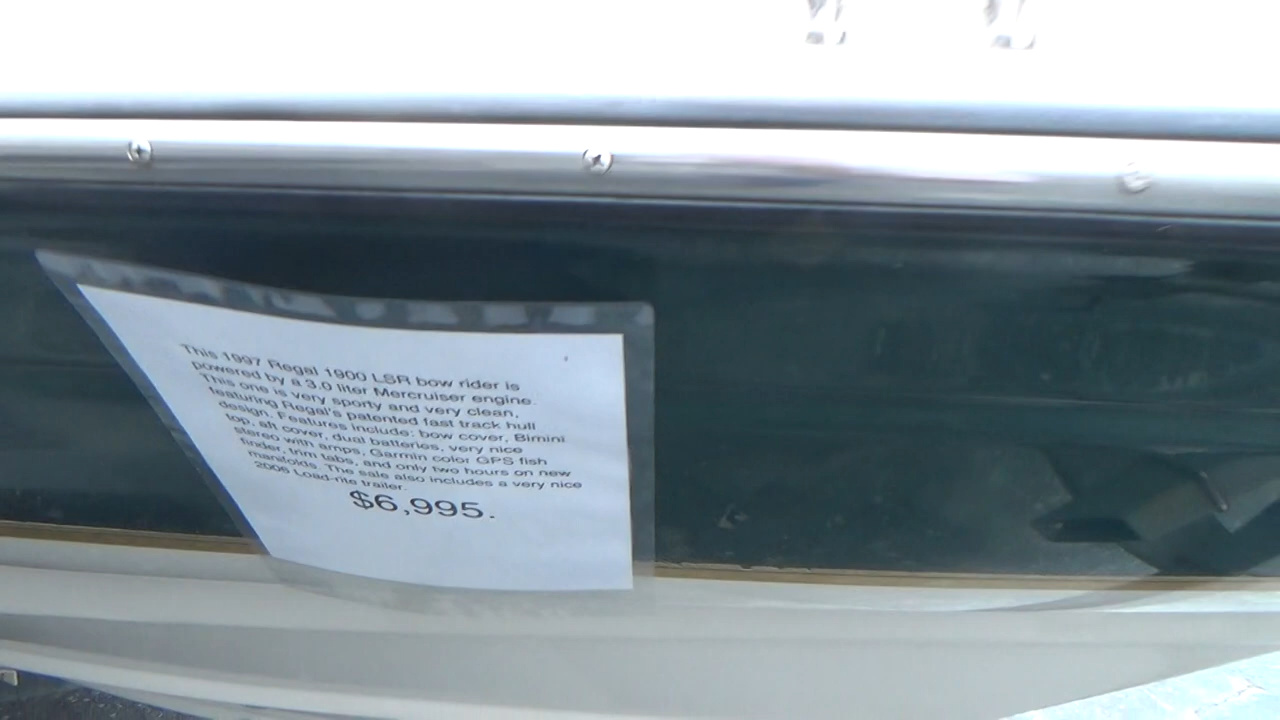 This 1997 Regal 1900 LSR bow rider is
powered by a 3.0 liter Mercruiser engine.
This one is very sporty and very clean,
featuring Regal's patented fast track hull
design. Features include: bow cover, Bimini
top, aft cover, dual batteries, very nice
stereo with amps, Garmin color GPS fish
finder, trim tabs, and only two hours on new
manifolds. The sale also includes a very nice
2006 Load-rite trailer.
$6,995.